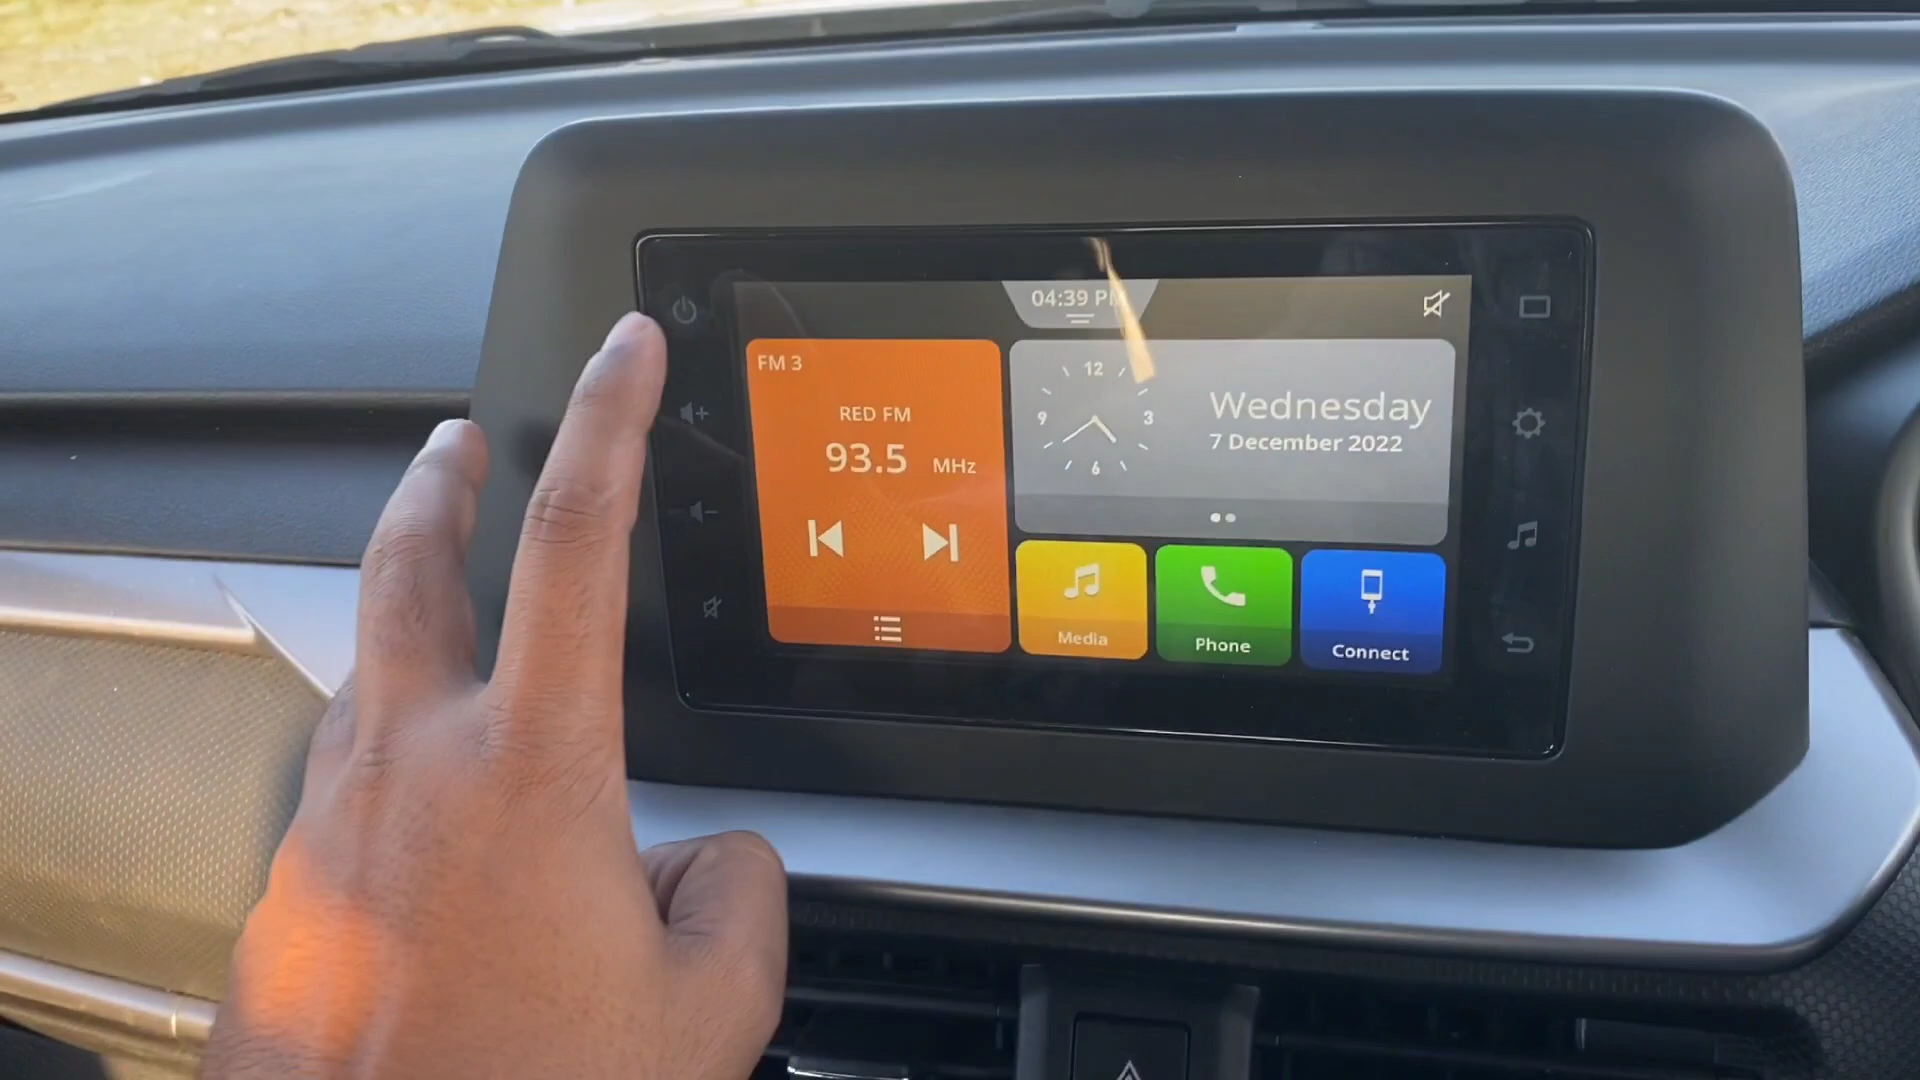 04:39 PM
FM 3
RED FM
93.5 MHz
12
9
3
6
Wednesday
7 December 2022
Media
Phone
Connect